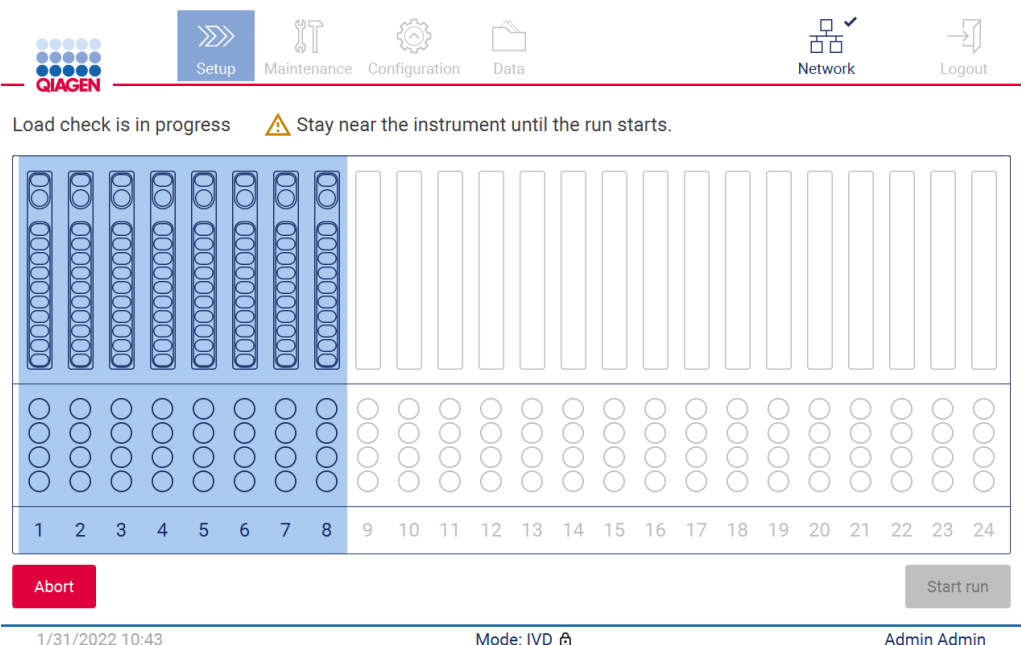 Setup Maintenance Configuration Data Network Logout
QIAGEN
Load check is in progress Stay near the instrument until the run starts.
1 2 3 4 5 6 7 8 9 10 11 12 13 14 15 16 17 18 19 20 21 22 23 24
Abort Start run
1/31/2022 10:43 Mode: IVD Admin Admin